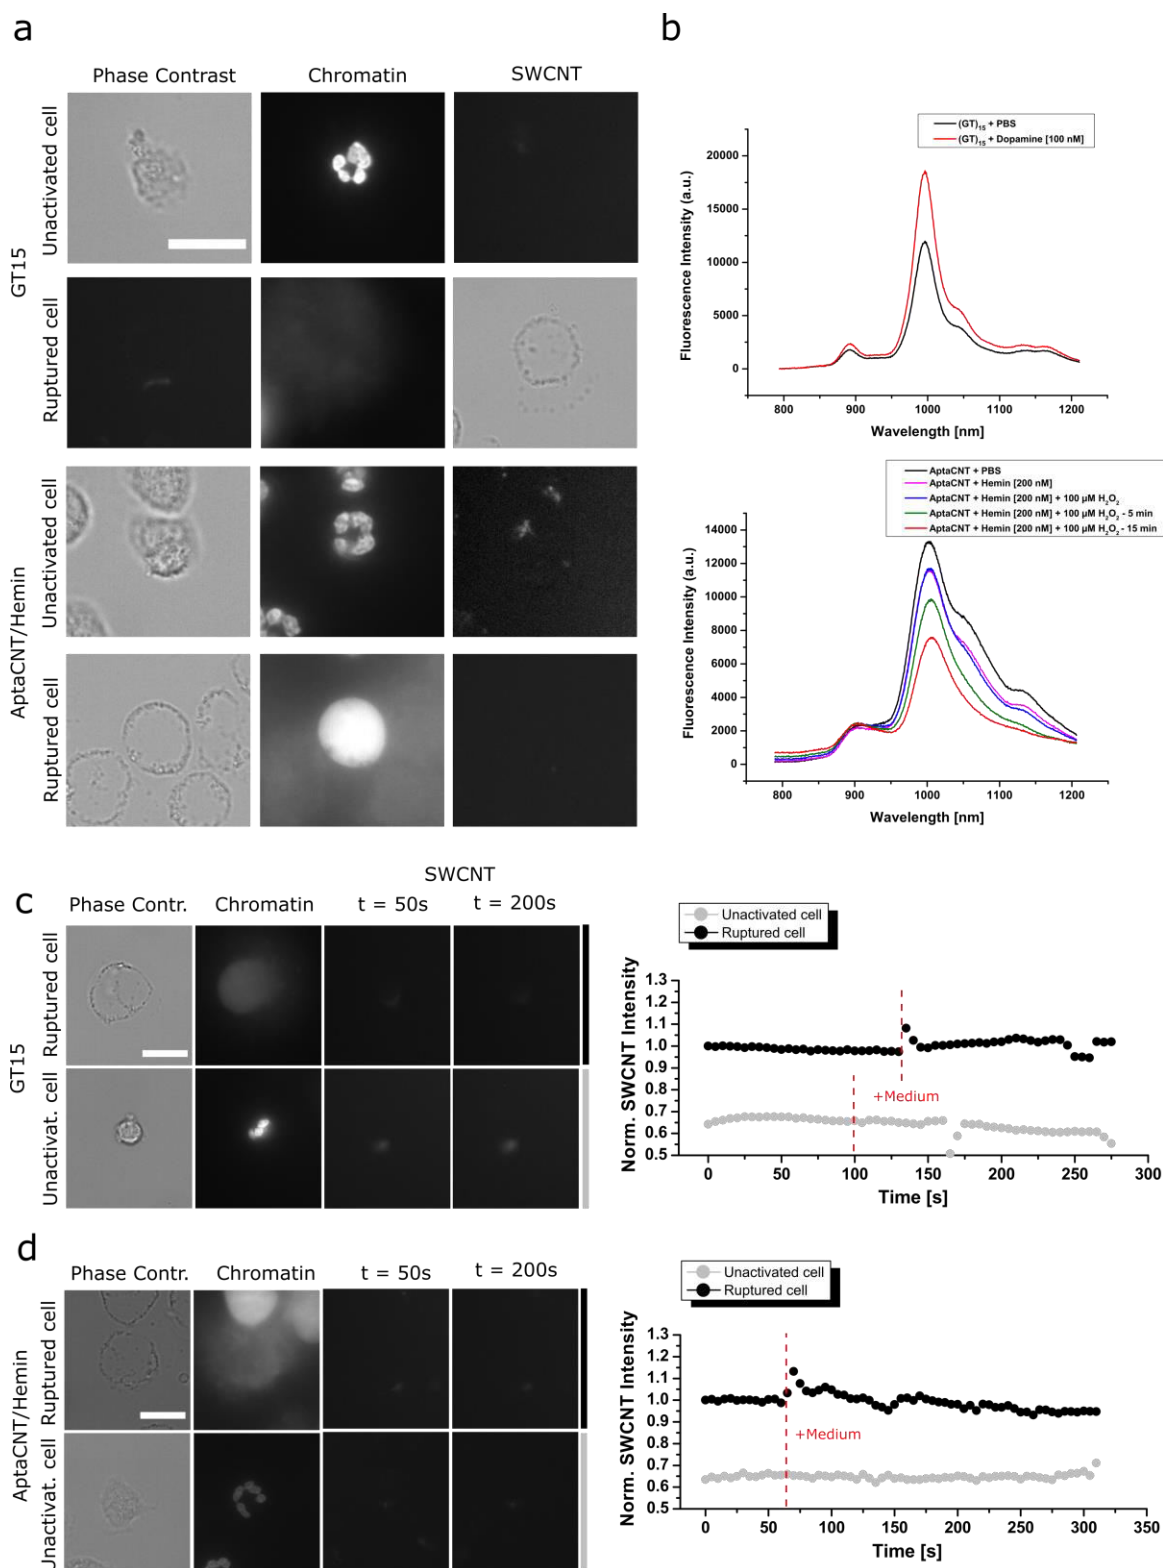 a
Phase Contrast Chromatin SWCNT
GT15
Unactivated cell
Ruptured cell
AptaCNT/Hemin
Unactivated cell
Ruptured cell
b
(GT)₁₅ + PBS
(GT)₁₅ + Dopamine [100 nM]
Fluorescence Intensity (a.u.)
20000
17500
15000
12500
10000
7500
5000
2500
0
800 900 1000 1100 1200
Wavelength [nm]
AptaCNT + PBS
AptaCNT + Hemin [200 nM]
AptaCNT + Hemin [200 nM] + 100 µM H₂O₂
AptaCNT + Hemin [200 nM] + 100 µM H₂O₂ - 5 min
AptaCNT + Hemin [200 nM] + 100 µM H₂O₂ - 15 min
Fluorescence Intensity (a.u.)
14000
12000
10000
8000
6000
4000
2000
0
800 900 1000 1100 1200
Wavelength [nm]
c
SWCNT
Phase Contr. Chromatin t = 50s t = 200s
GT15
Ruptured cell
Unactivat. cell
Unactivated cell
Ruptured cell
Norm. SWCNT Intensity
1.3
1.2
1.1
1.0
0.9
0.8
0.7
0.6
0.5
+Medium
0 50 100 150 200 250 300
Time [s]
d
Phase Contr. Chromatin t = 50s t = 200s
AptaCNT/Hemin
Ruptured cell
Unactivat. cell
Unactivated cell
Ruptured cell
Norm. SWCNT Intensity
1.3
1.2
1.1
1.0
0.9
0.8
0.7
0.6
0.5
+Medium
0 50 100 150 200 250 300 350
Time [s]